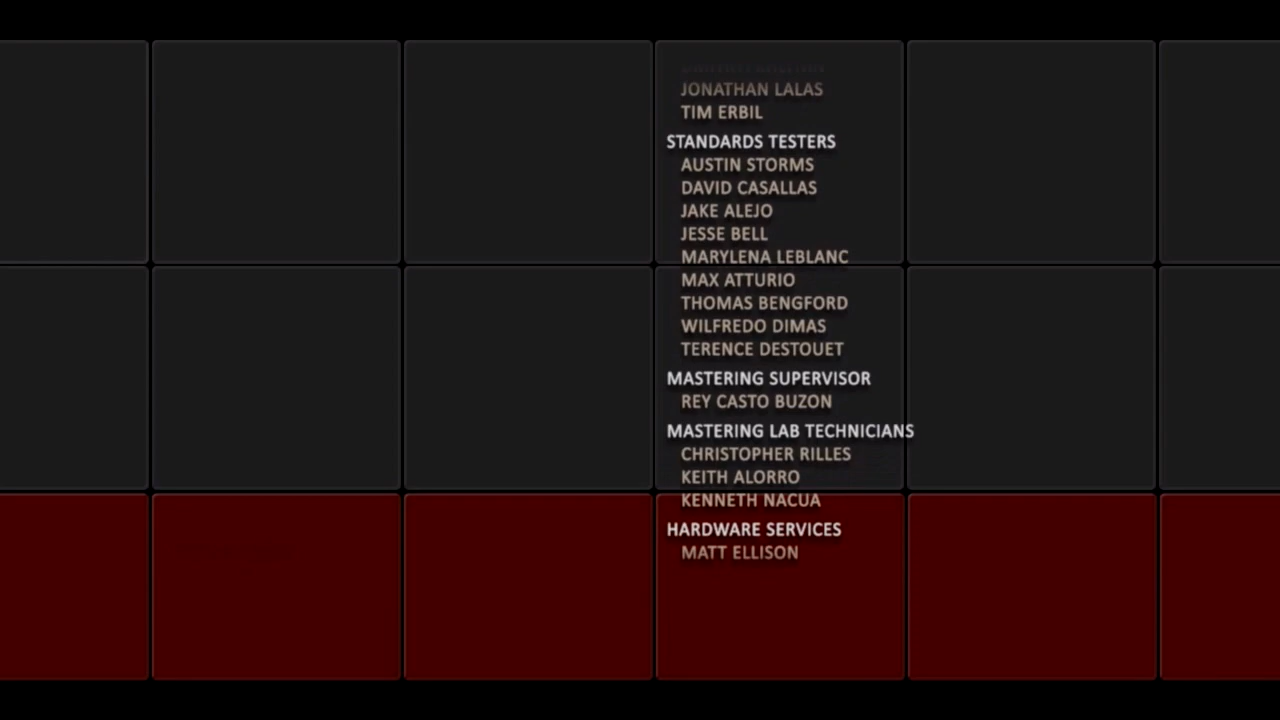 JONATHAN LALAS
TIM ERBIL
STANDARDS TESTERS
AUSTIN STORMS
DAVID CASALLAS
JAKE ALEJO
JESSE BELL
MARYLENA LEBLANC
MAX ATTURIO
THOMAS BENGFORD
WILFREDO DIMAS
TERENCE DESTOUET
MASTERING SUPERVISOR
REY CASTO BUZON
MASTERING LAB TECHNICIANS
CHRISTOPHER RILLES
KEITH ALORRO
KENNETH NACUA
HARDWARE SERVICES
MATT ELLISON